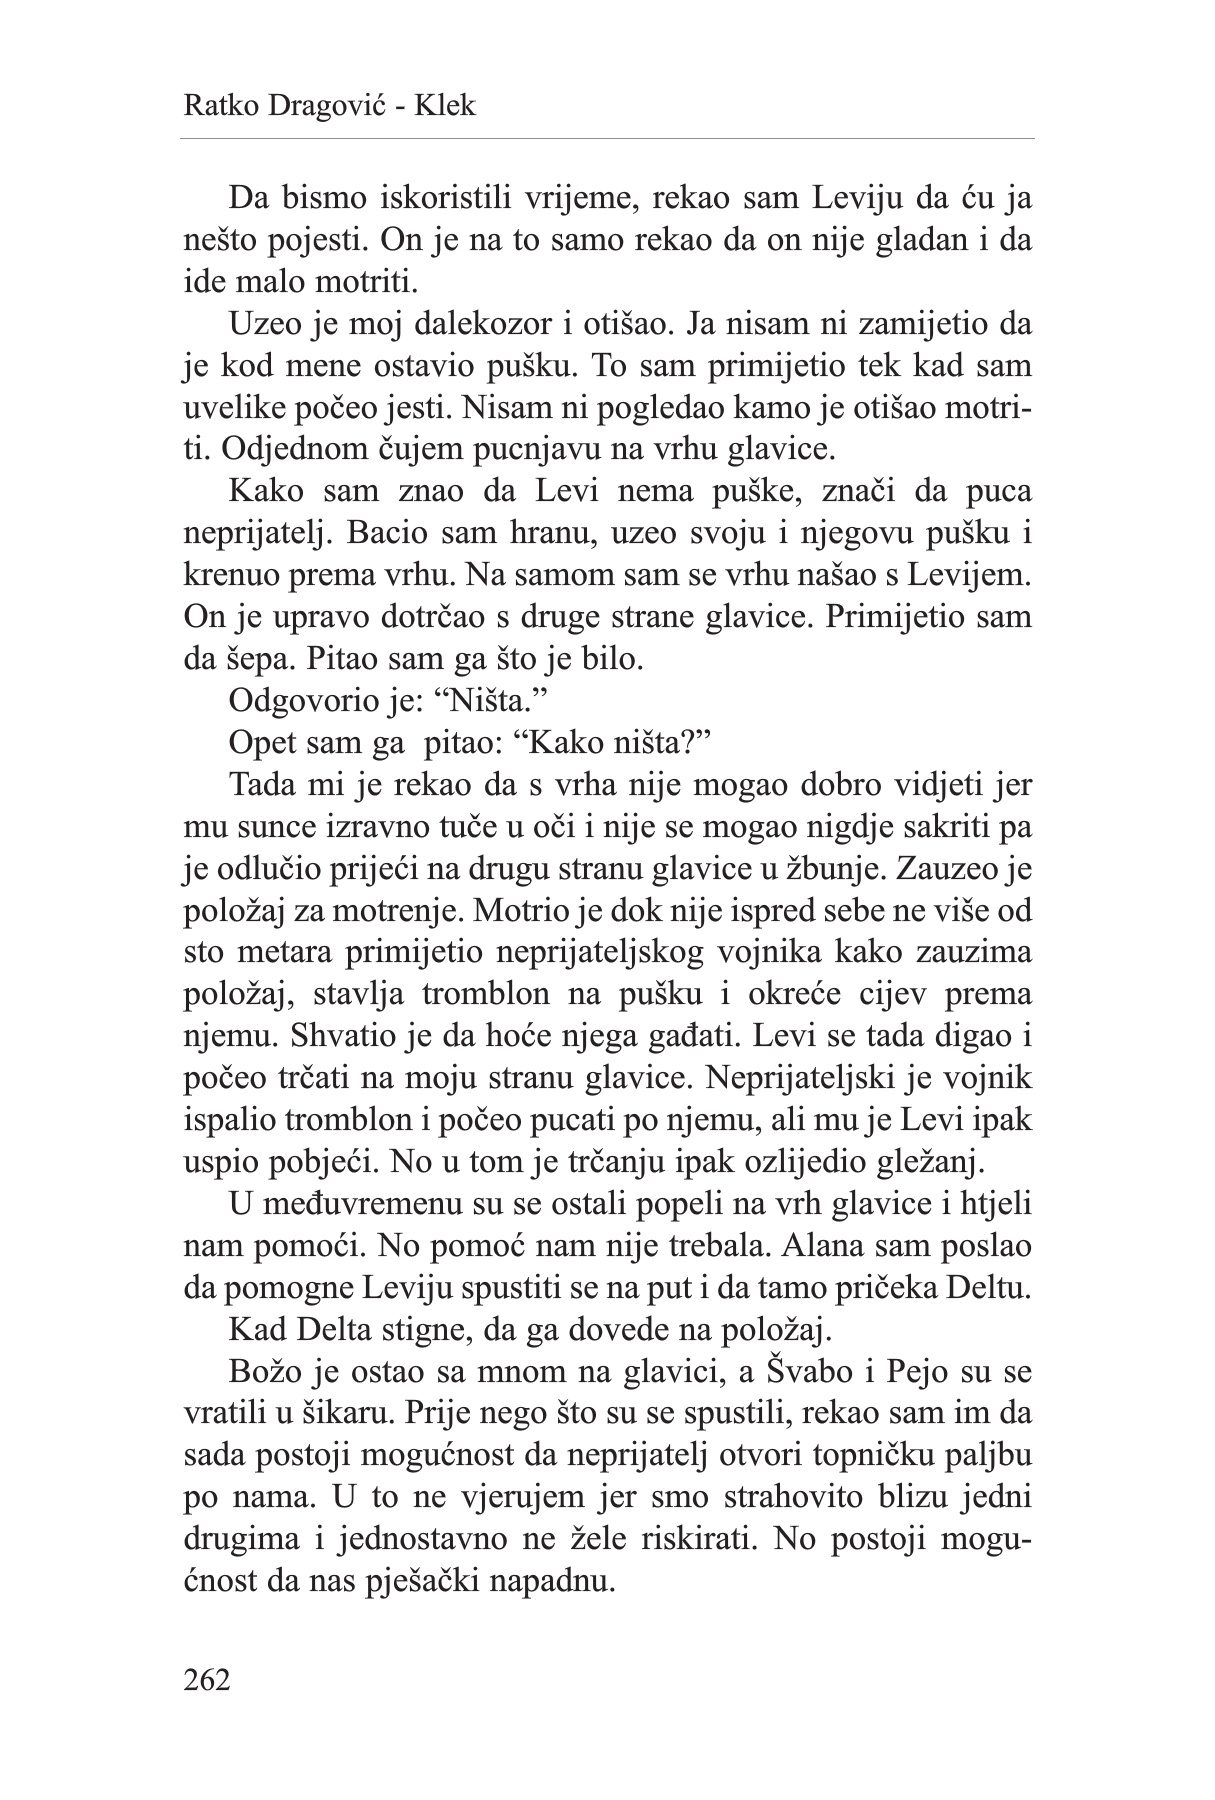 Ratko Dragović - Klek
Da bismo iskoristili vrijeme, rekao sam Leviju da ću ja
nešto pojesti. On je na to samo rekao da on nije gladan i da
ide malo motriti.
Uzeo je moj dalekozor i otišao. Ja nisam ni zamijetio da
je kod mene ostavio pušku. To sam primijetio tek kad sam
uvelike počeo jesti. Nisam ni pogledao kamo je otišao motri-
ti. Odjednom čujem pucnjavu na vrhu glavice.
Kako sam znao da Levi nema puške, znači da puca
neprijatelj. Bacio sam hranu, uzeo svoju i njegovu pušku i
krenuo prema vrhu. Na samom sam se vrhu našao s Levijem.
On je upravo dotrčao s druge strane glavice. Primijetio sam
da šepa. Pitao sam ga što je bilo.
Odgovorio je: “Ništa.”
Opet sam ga  pitao: “Kako ništa?”
Tada mi je rekao da s vrha nije mogao dobro vidjeti jer
mu sunce izravno tuče u oči i nije se mogao nigdje sakriti pa
je odlučio prijeći na drugu stranu glavice u žbunje. Zauzeo je
položaj za motrenje. Motrio je dok nije ispred sebe ne više od
sto metara primijetio neprijateljskog vojnika kako zauzima
položaj, stavlja tromblon na pušku i okreće cijev prema
njemu. Shvatio je da hoće njega gađati. Levi se tada digao i
počeo trčati na moju stranu glavice. Neprijateljski je vojnik
ispalio tromblon i počeo pucati po njemu, ali mu je Levi ipak
uspio pobjeći. No u tom je trčanju ipak ozlijedio gležanj.
U međuvremenu su se ostali popeli na vrh glavice i htjeli
nam pomoći. No pomoć nam nije trebala. Alana sam poslao
da pomogne Leviju spustiti se na put i da tamo pričeka Deltu.
Kad Delta stigne, da ga dovede na položaj.
Božo je ostao sa mnom na glavici, a Švabo i Pejo su se
vratili u šikaru. Prije nego što su se spustili, rekao sam im da
sada postoji mogućnost da neprijatelj otvori topničku paljbu
po nama. U to ne vjerujem jer smo strahovito blizu jedni
drugima i jednostavno ne žele riskirati. No postoji mogu-
ćnost da nas pješački napadnu.
262